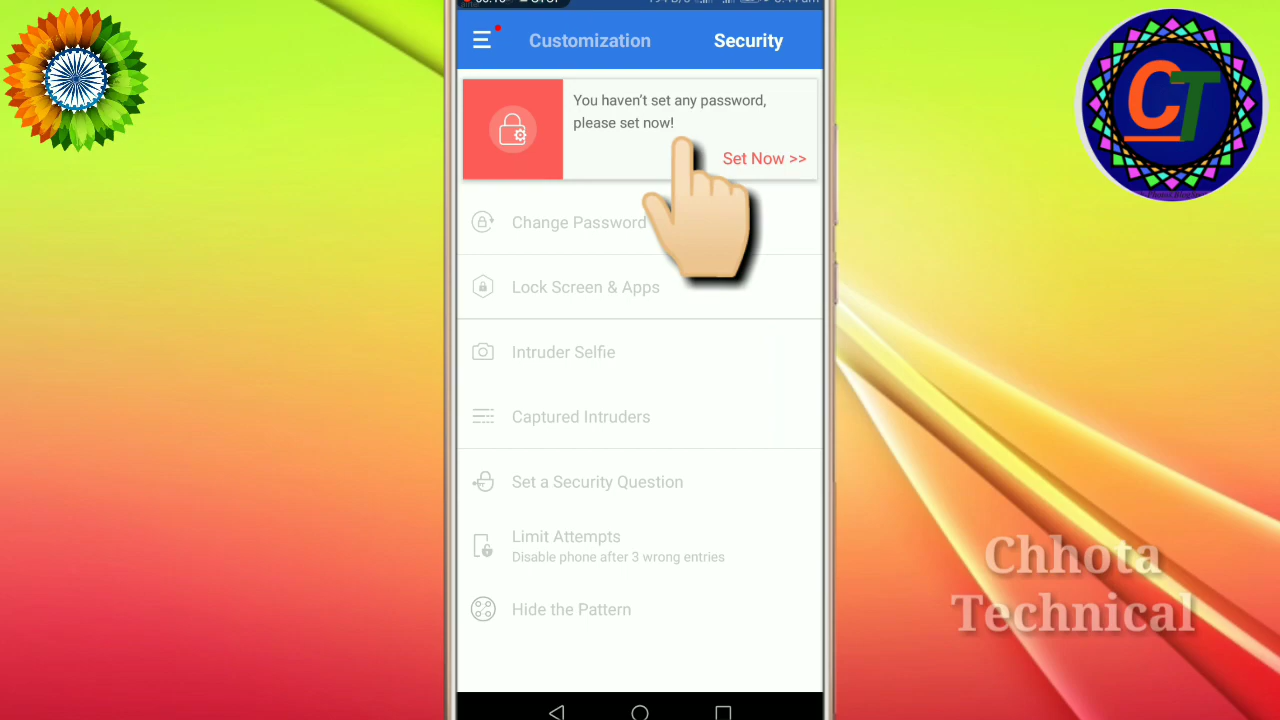 Customization
Security
You haven't set any password,
please set now!
Set Now >>
Change Password
Lock Screen & Apps
Intruder Selfie
Captured Intruders
Set a Security Question
Limit Attempts
Disable phone after 3 wrong entries
Hide the Pattern
CT
Chhota
Technical